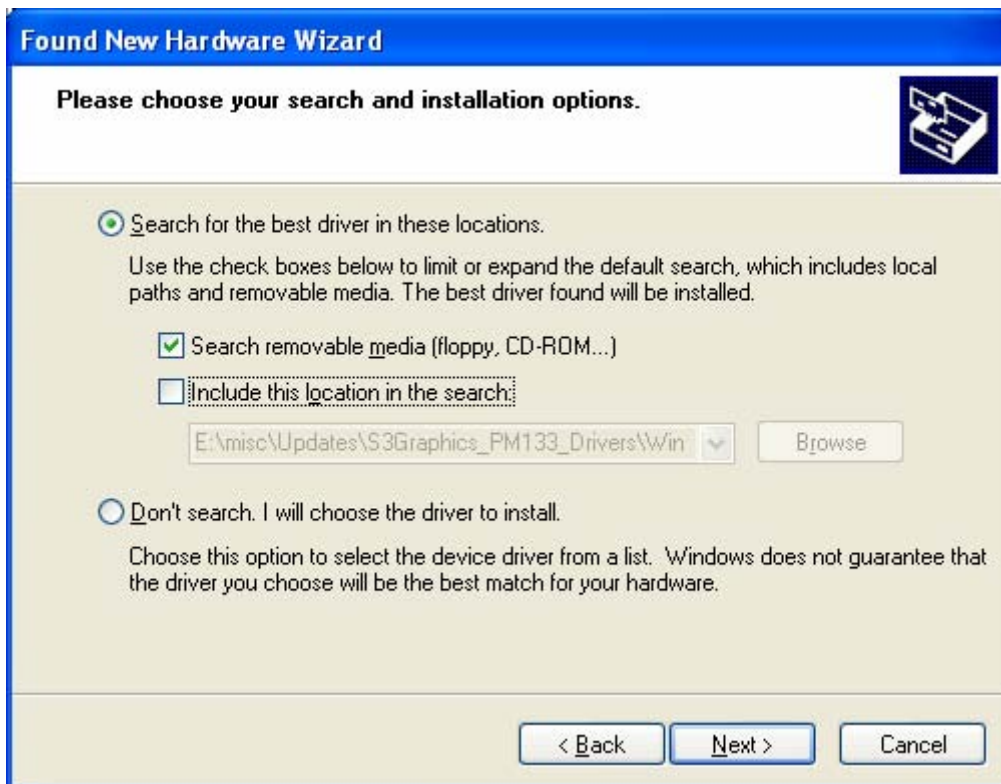 Found New Hardware Wizard
Please choose your search and installation options.
Search for the best driver in these locations.
Use the check boxes below to limit or expand the default search, which includes local
paths and removable media. The best driver found will be installed.
Search removable media (floppy, CD-ROM...)
Include this location in the search:
E:\misc\Updates\S3Graphics_PM133_Drivers\Win
Browse
Don't search. I will choose the driver to install.
Choose this option to select the device driver from a list. Windows does not guarantee that
the driver you choose will be the best match for your hardware.
< Back Next > Cancel